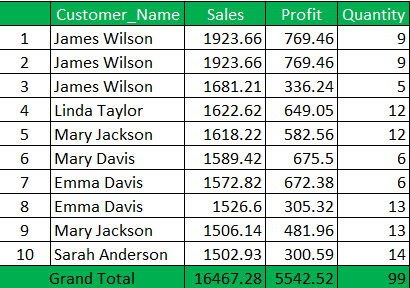 Customer_Name Sales Profit Quantity
1 James Wilson 1923.66 769.46 9
2 James Wilson 1923.66 769.46 9
3 James Wilson 1681.21 336.24 5
4 Linda Taylor 1622.62 649.05 12
5 Mary Jackson 1618.22 582.56 12
6 Mary Davis 1589.42 675.5 6
7 Emma Davis 1572.82 672.38 6
8 Emma Davis 1526.6 305.32 13
9 Mary Jackson 1506.14 481.96 13
10 Sarah Anderson 1502.93 300.59 14
Grand Total 16467.28 5542.52 99